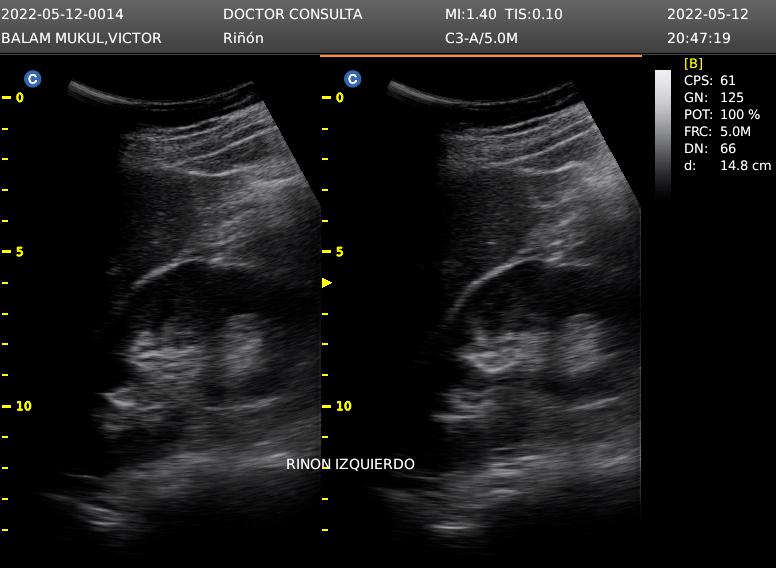 2022-05-12-0014 DOCTOR CONSULTA MI:1.40 TIS:0.10 2022-05-12
BALAM MUKUL,VICTOR Riñón C3-A/5.0M 20:47:19
C C [B]
0 0 CPS: 61
GN: 125
POT: 100 %
FRC: 5.0M
DN: 66
d: 14.8 cm
5 5
10 10
RINON IZQUIERDO